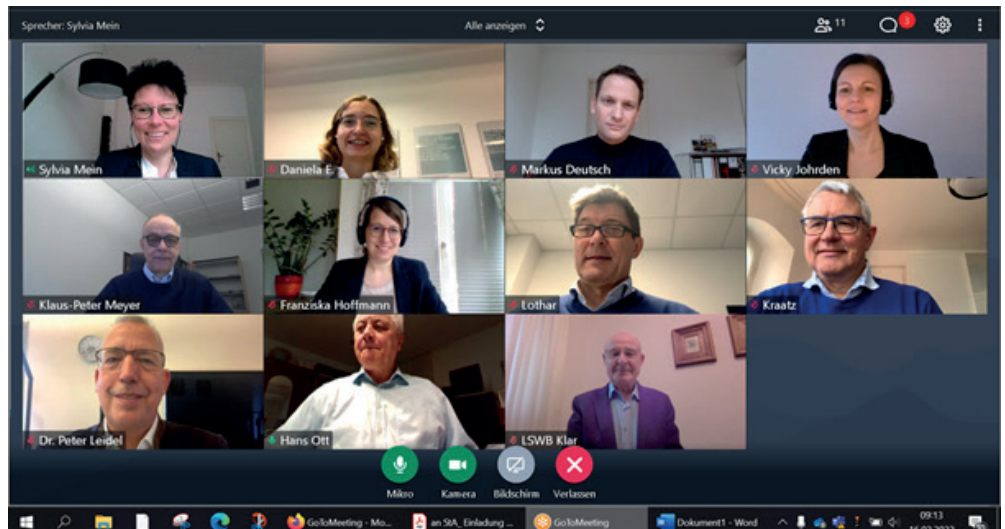 Sprecher: Sylvia Mein
Alle anzeigen
11
3
Sylvia Mein
Daniela E.
Markus Deutsch
Vicky Johrden
Klaus-Peter Meyer
Franziska Hoffmann
Lothar
Kraatz
Dr. Peter Leidel
Hans Ott
LSWB Klar
Mikro
Kamera
Bildschirm
Verlassen
GoToMeeting - Mo...
an StA_Einladung ...
GoToMeeting
Dokument1 - Word
09:13